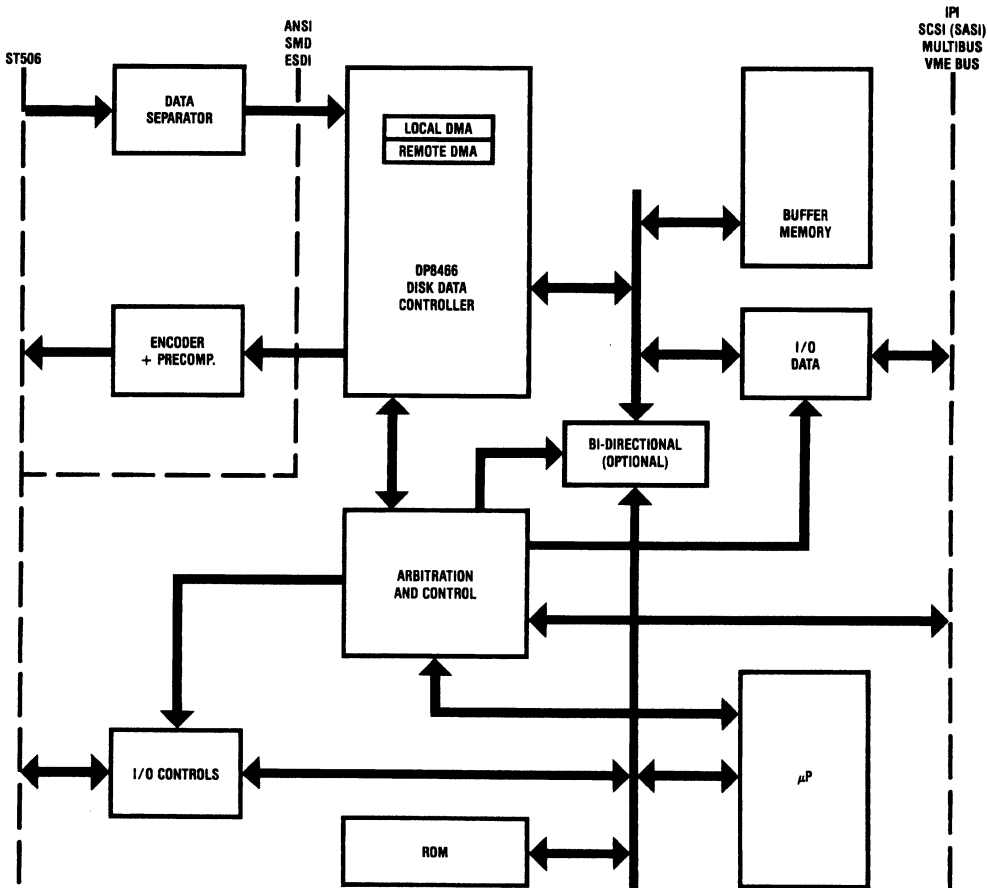 ST506
ANSI
SMD
ESDI
IPI
SCSI (SASI)
MULTIBUS
VME BUS
DATA
SEPARATOR
LOCAL DMA
REMOTE DMA
DP8466
DISK DATA
CONTROLLER
BUFFER
MEMORY
ENCODER
+ PRECOMP.
I/O
DATA
BI-DIRECTIONAL
(OPTIONAL)
ARBITRATION
AND CONTROL
I/O CONTROLS
μP
ROM